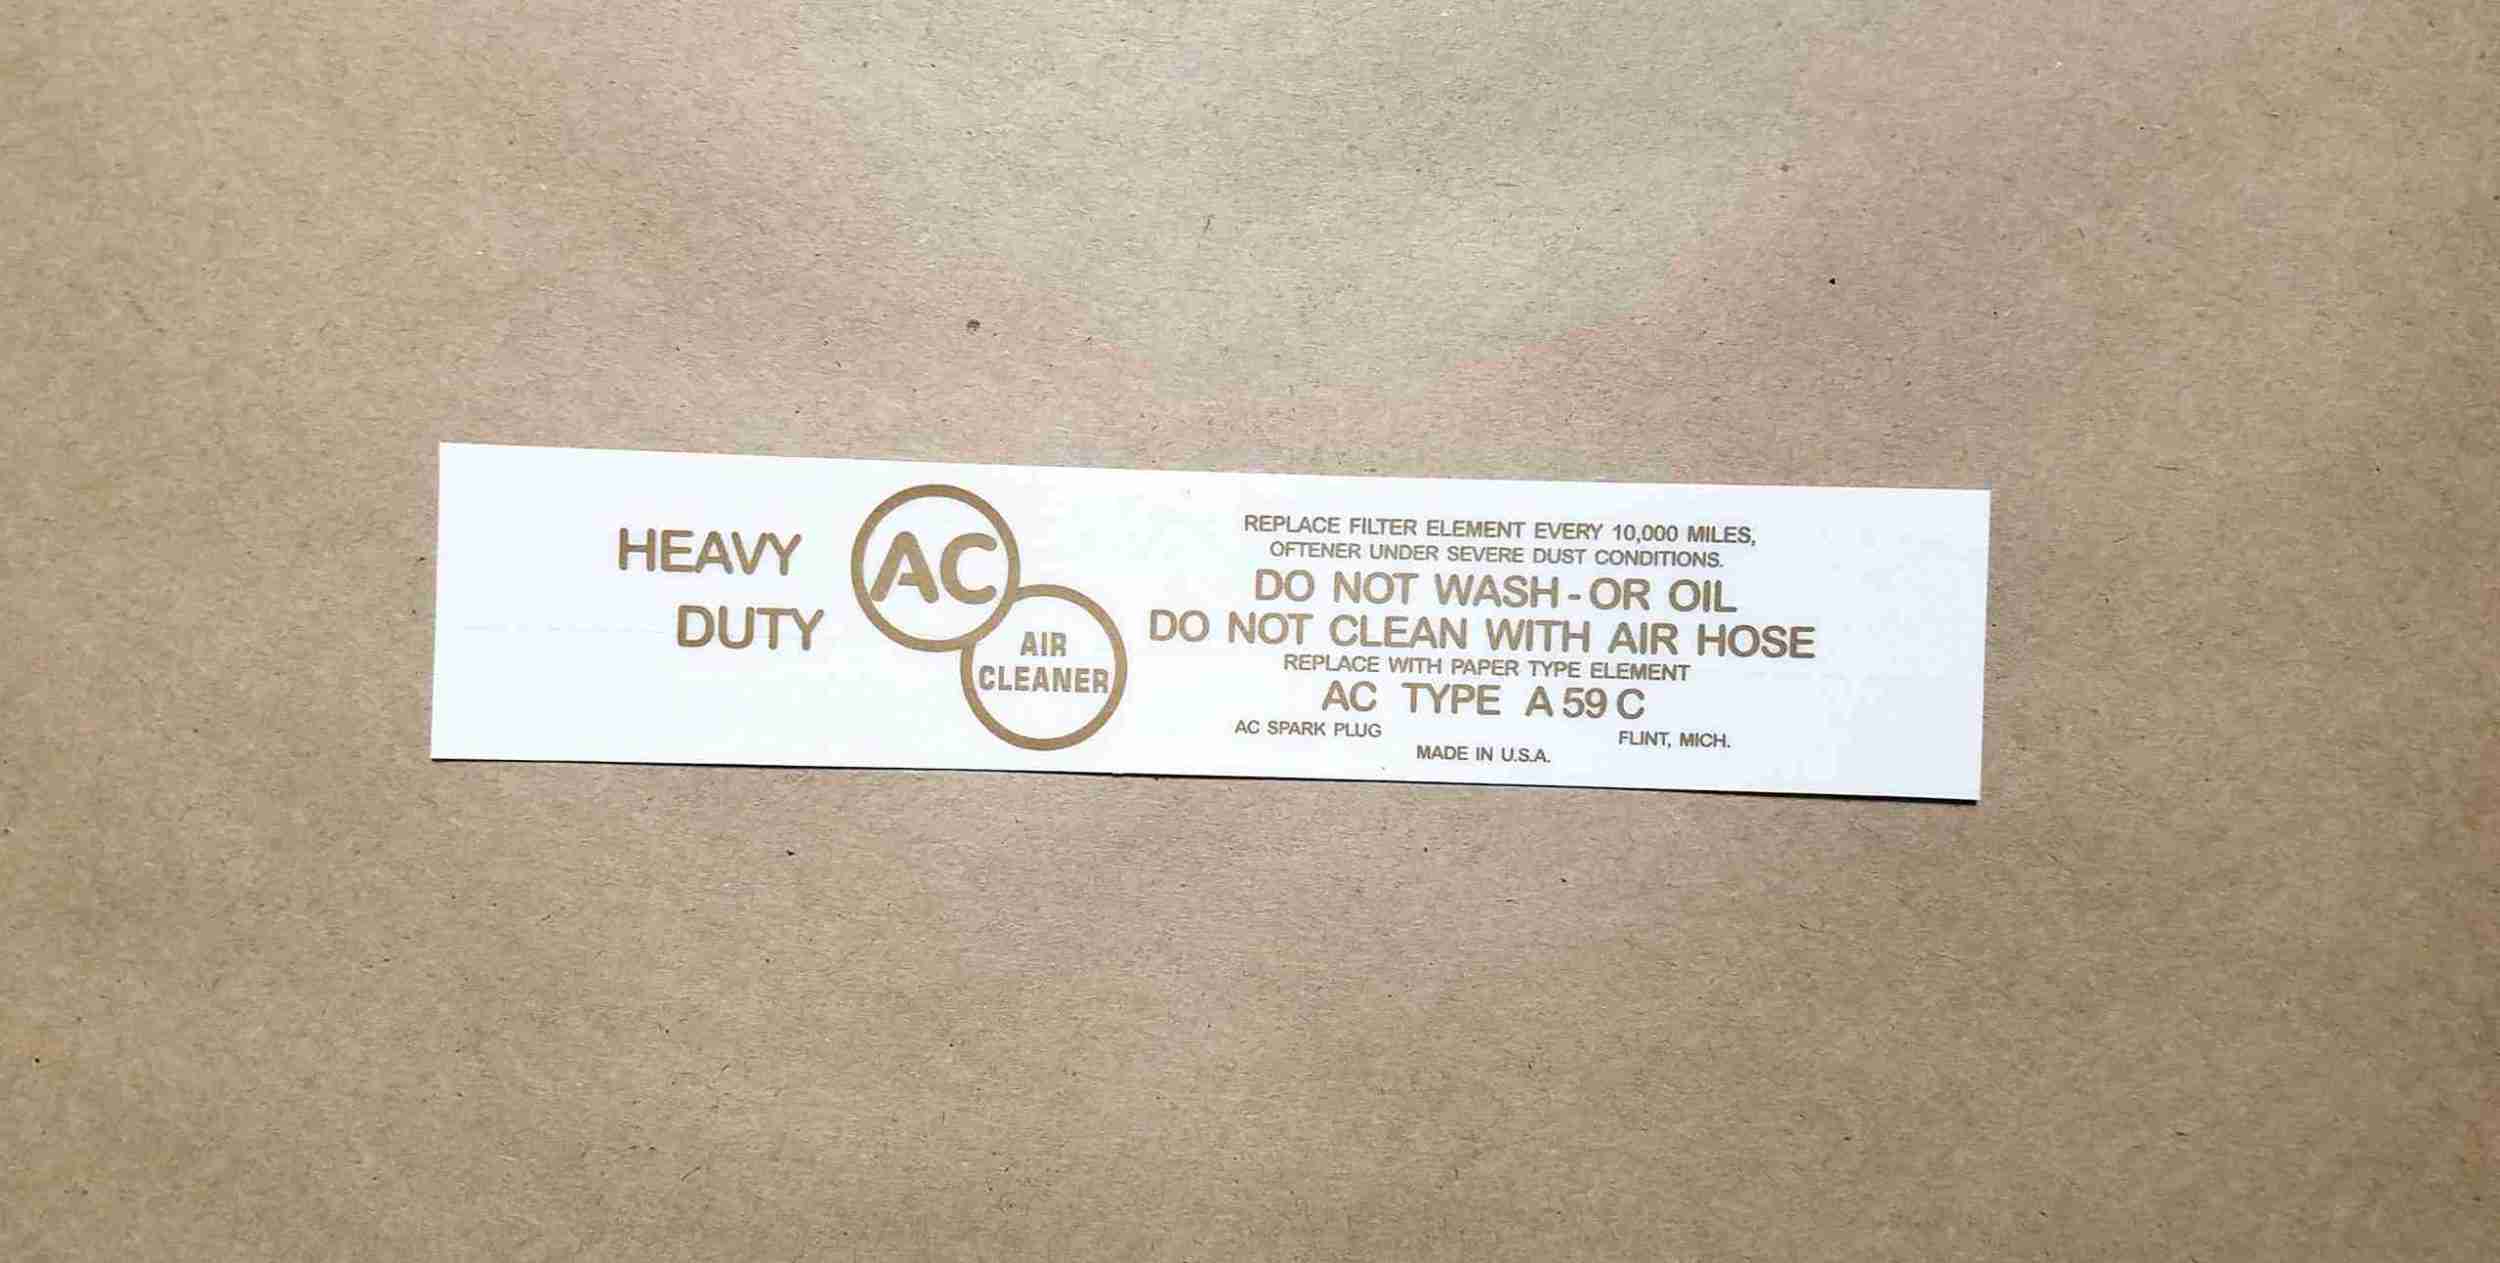 HEAVY
DUTY
AC
AIR
CLEANER
REPLACE FILTER ELEMENT EVERY 10,000 MILES,
OFTENER UNDER SEVERE DUST CONDITIONS.
DO NOT WASH - OR OIL
DO NOT CLEAN WITH AIR HOSE
REPLACE WITH PAPER TYPE ELEMENT
AC TYPE A 59 C
AC SPARK PLUG FLINT, MICH.
MADE IN U.S.A.